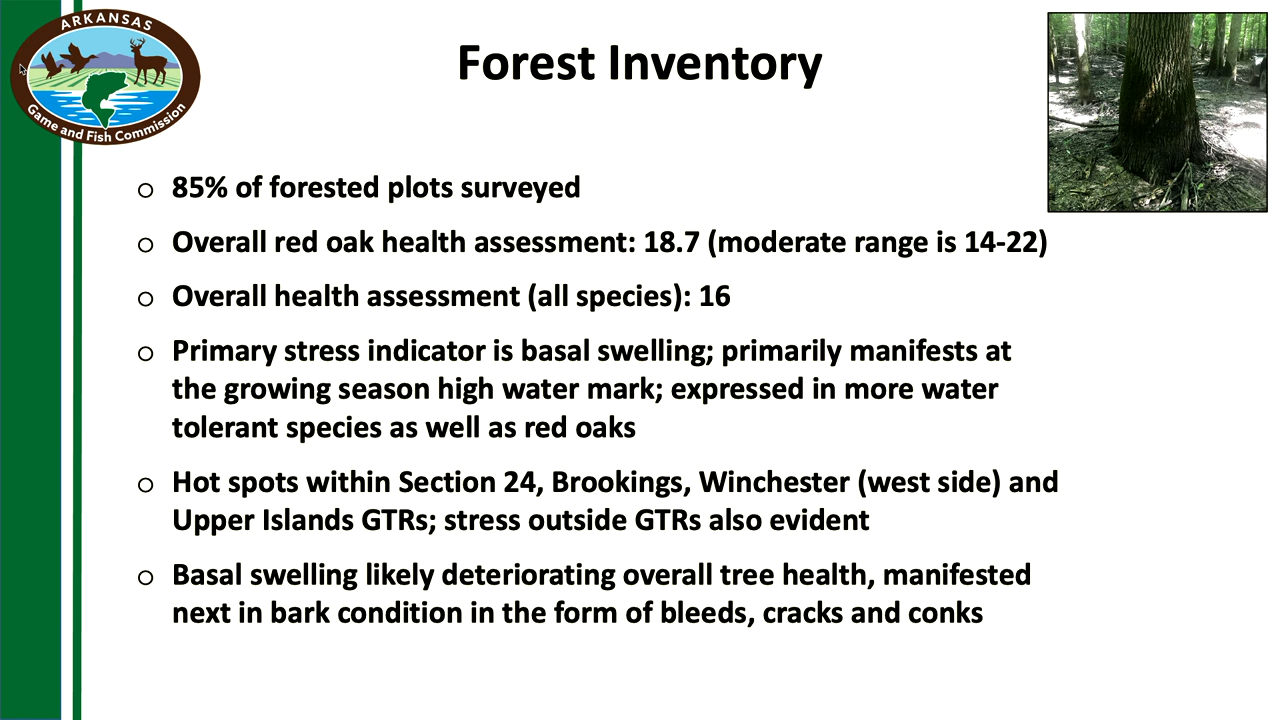 ARKANSAS
Game and Fish Commission
Forest Inventory
o 85% of forested plots surveyed
o Overall red oak health assessment: 18.7 (moderate range is 14-22)
o Overall health assessment (all species): 16
o Primary stress indicator is basal swelling; primarily manifests at
the growing season high water mark; expressed in more water
tolerant species as well as red oaks
o Hot spots within Section 24, Brookings, Winchester (west side) and
Upper Islands GTRs; stress outside GTRs also evident
o Basal swelling likely deteriorating overall tree health, manifested
next in bark condition in the form of bleeds, cracks and conks